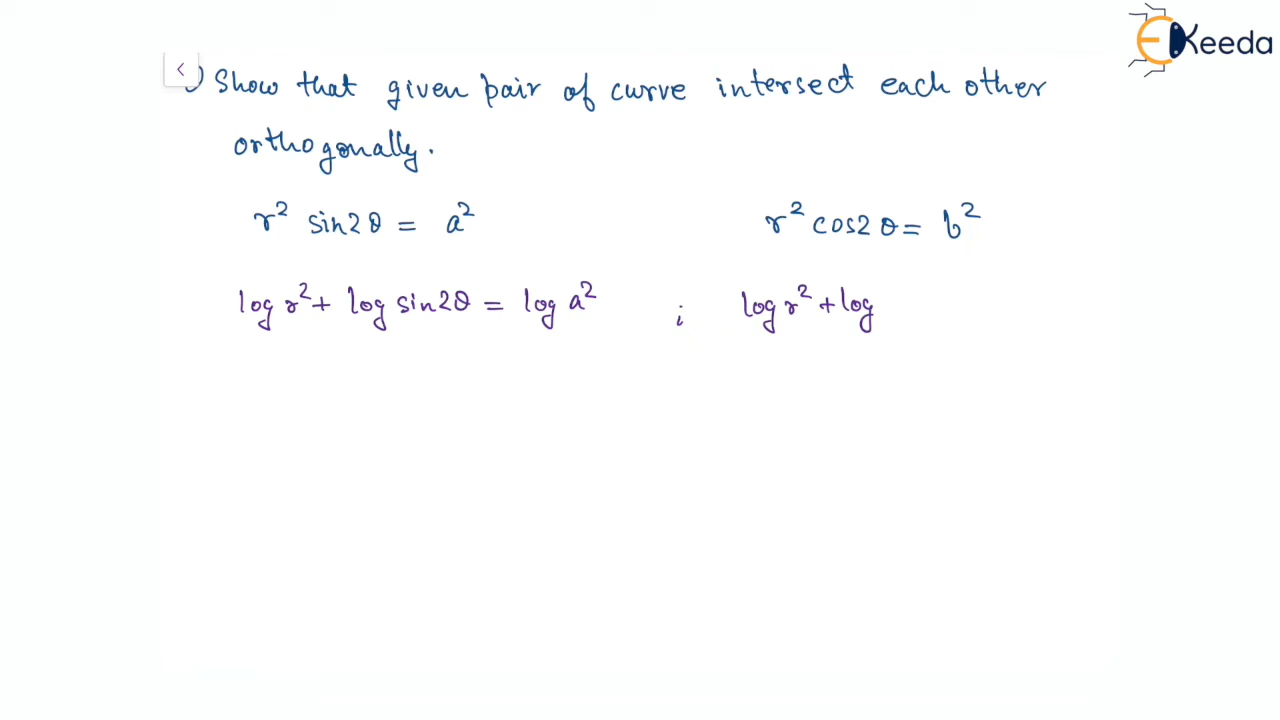 EKeeda
) Show that given pair of curve intersect each other
orthogonally.
r² sin2θ = a² r² cos2θ = b²
log r² + log sin2θ = log a² ; log r² + log